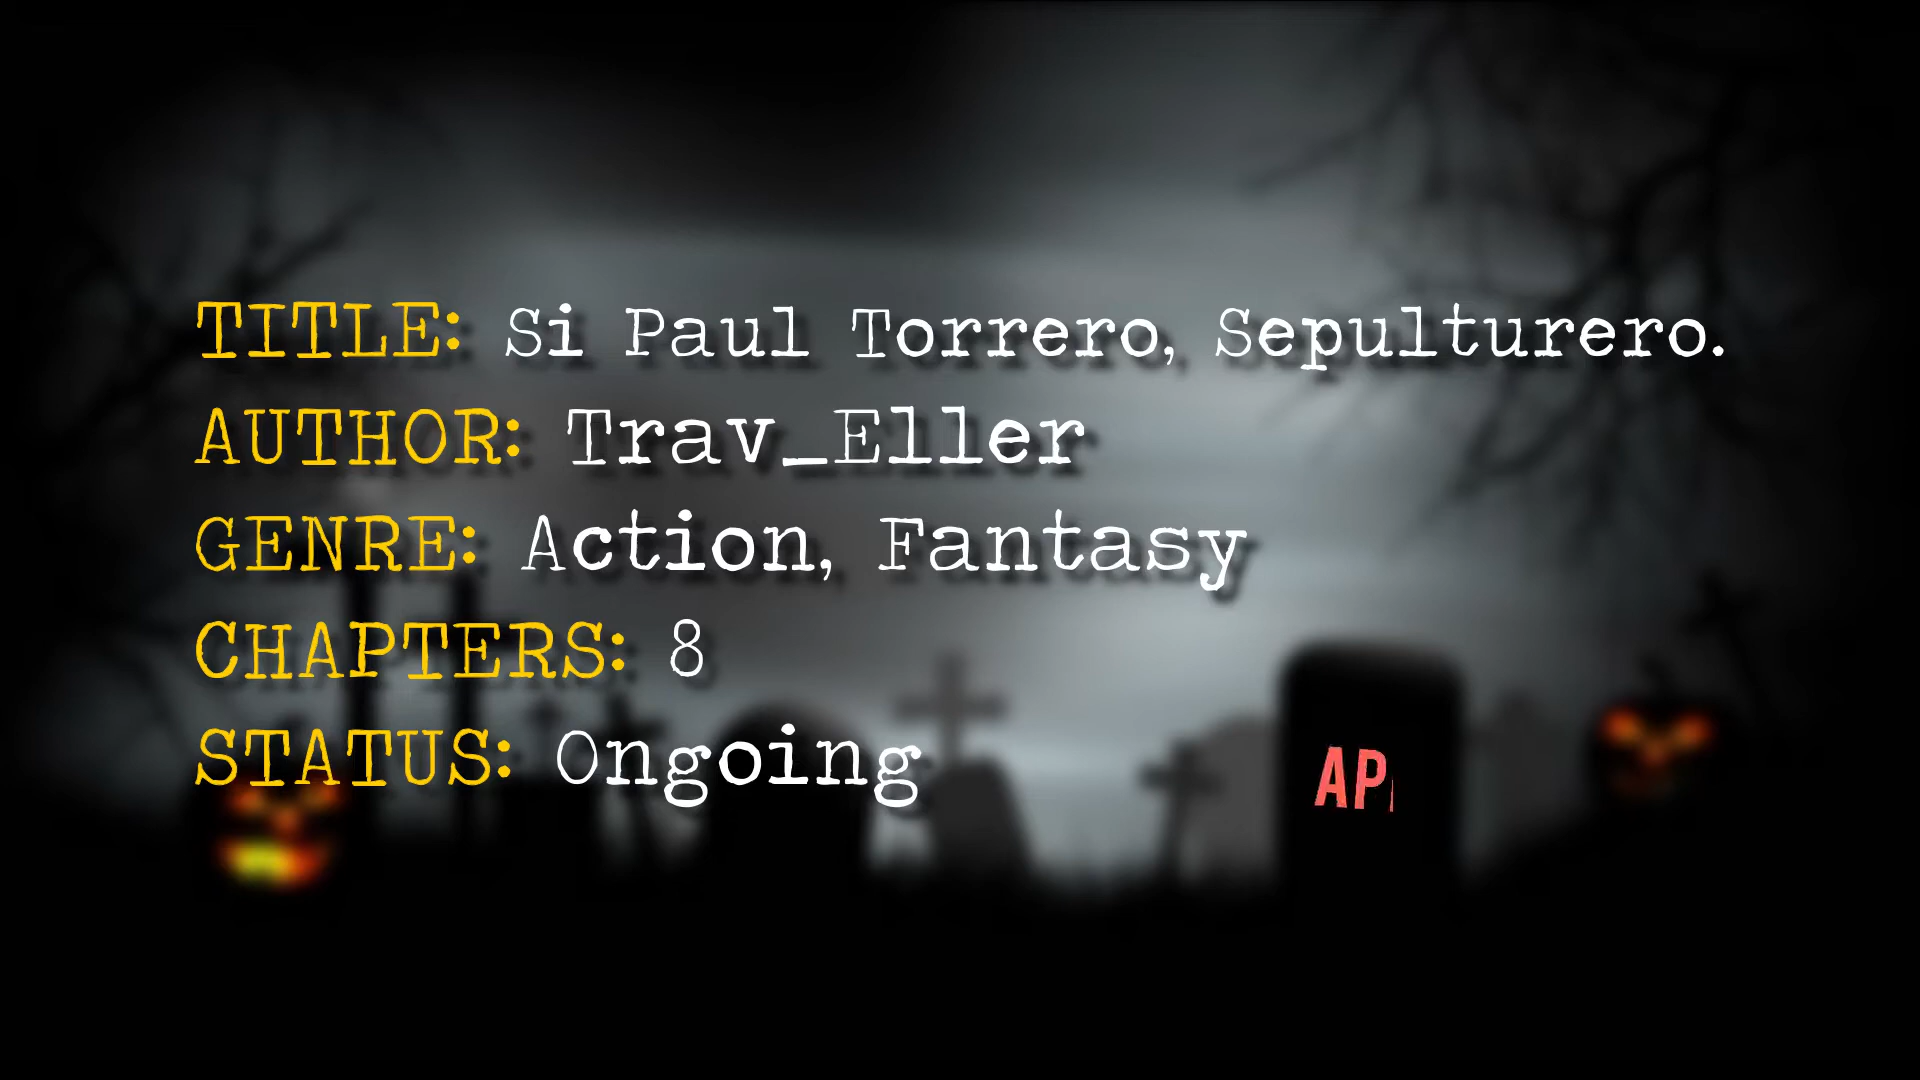 TITLE: Si Paul Torrero, Sepulturero.
AUTHOR: Trav_Eller
GENRE: Action, Fantasy
CHAPTERS: 8
STATUS: Ongoing